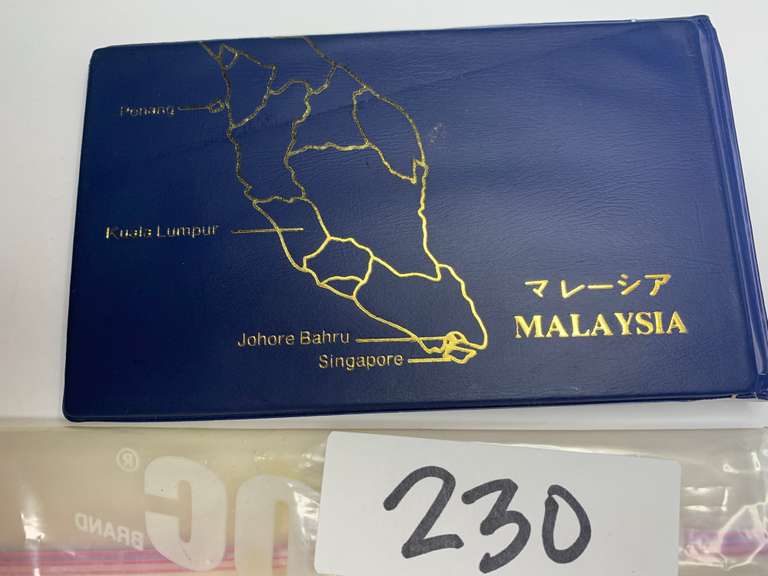 Penang
Kuala Lumpur
マレーシア
MALAYSIA
Johore Bahru
Singapore
230
®
BRAND